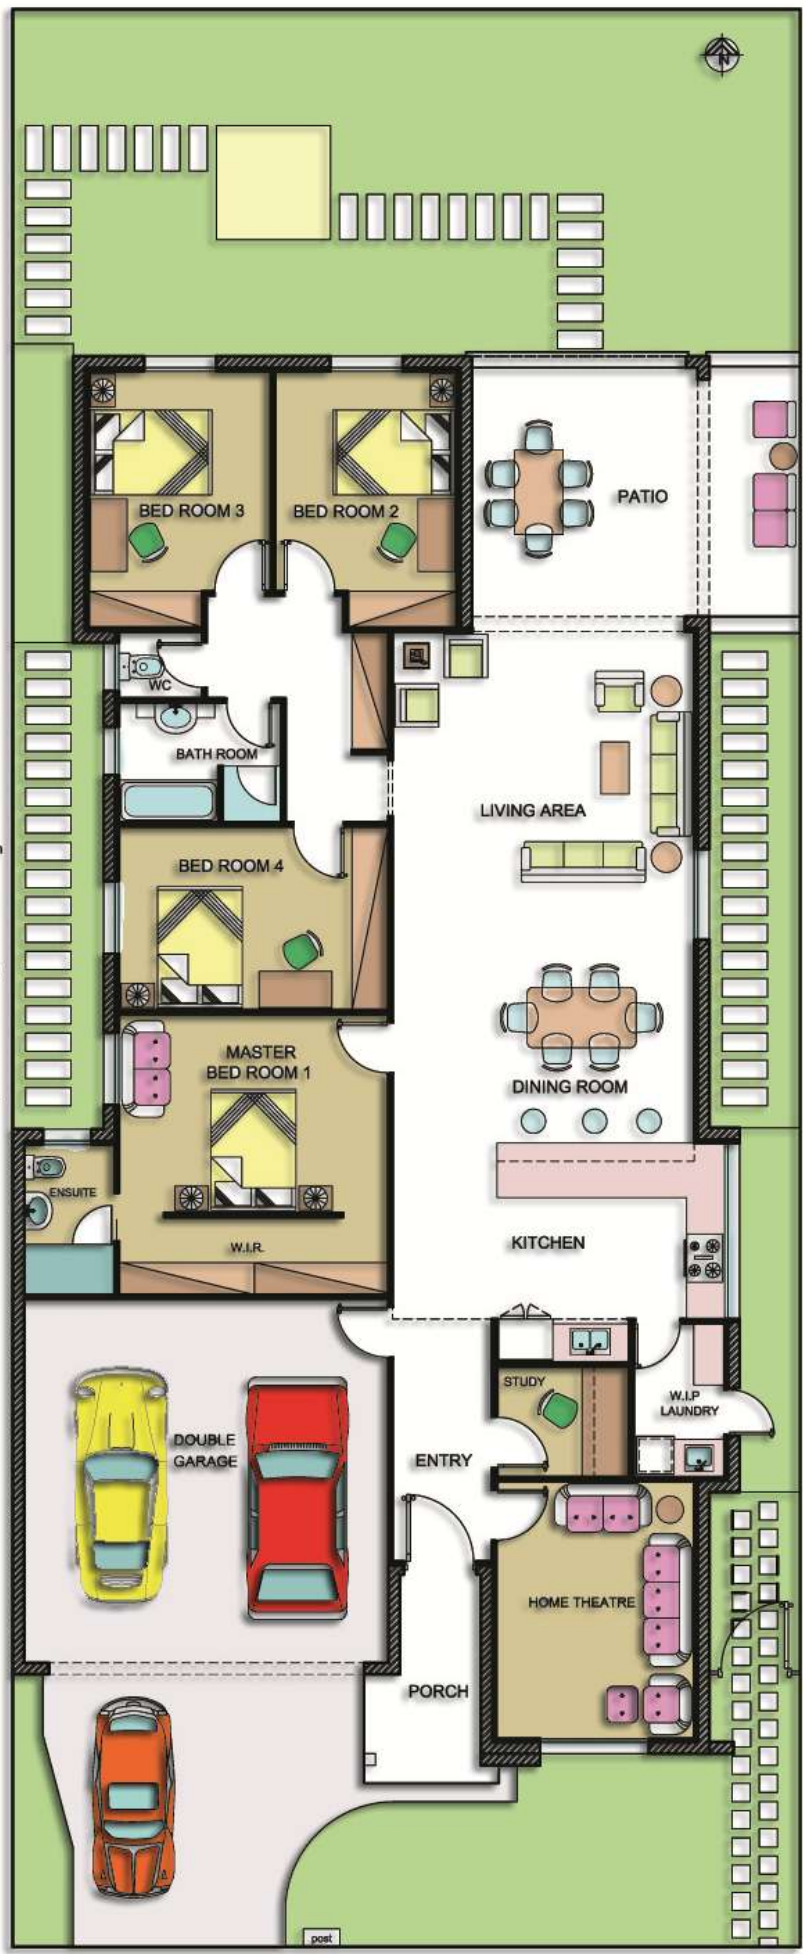 N
BED ROOM 3
BED ROOM 2
PATIO
WC
BATH ROOM
LIVING AREA
BED ROOM 4
MASTER
BED ROOM 1
DINING ROOM
ENSUITE
W.I.R.
KITCHEN
STUDY
W.I.P
LAUNDRY
DOUBLE
GARAGE
ENTRY
HOME THEATRE
PORCH
post